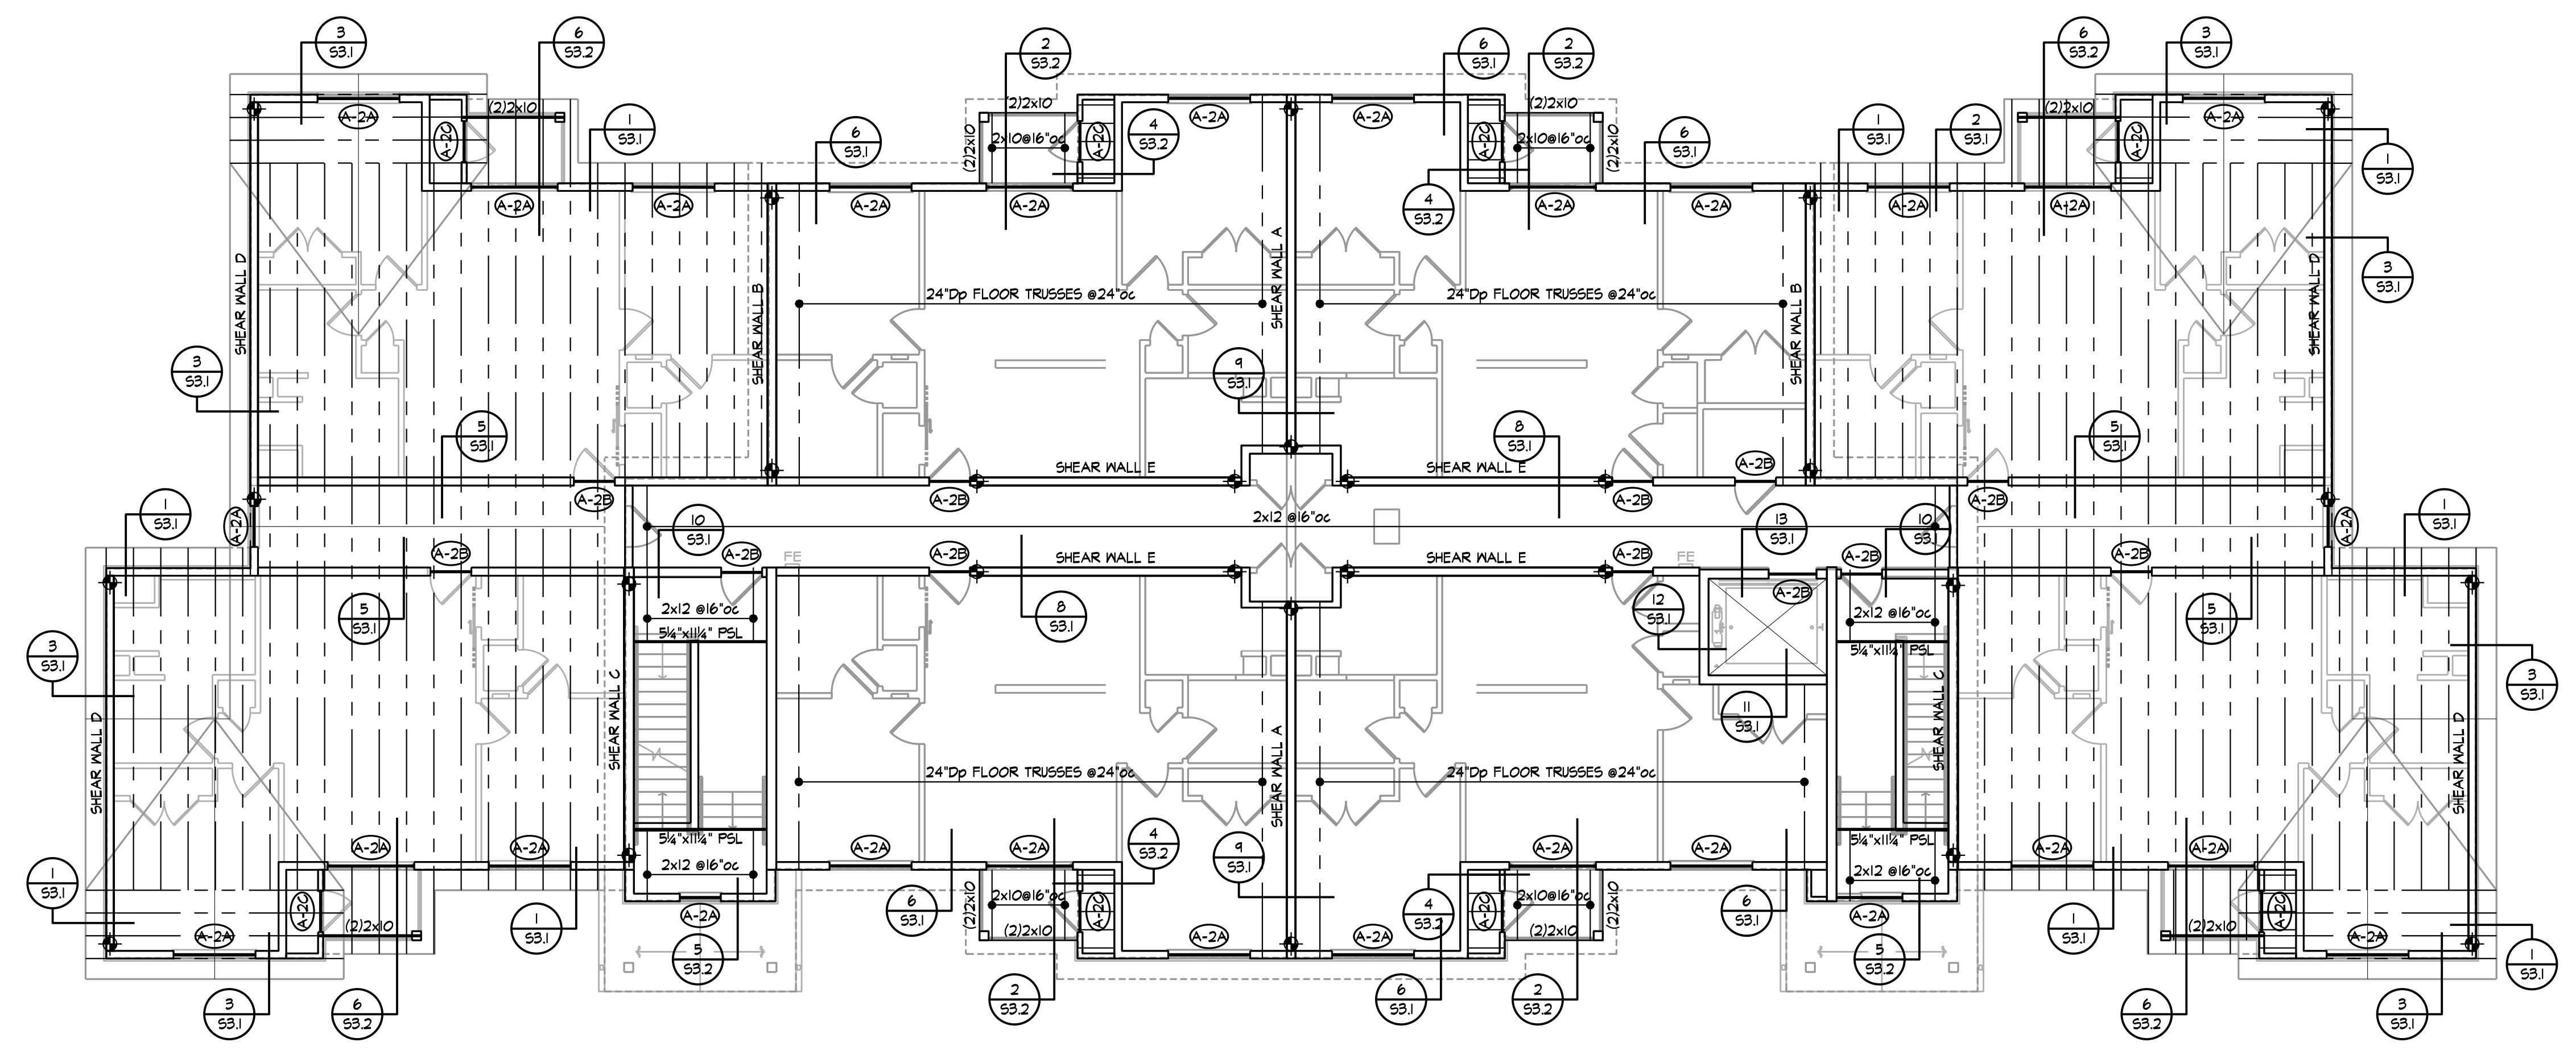 3
S3.1
6
S3.2
2
S3.2
6
S3.1
2
S3.2
6
S3.2
3
S3.1
(2)2x10
(2)2x10
(2)2x10
(2)2x10
A-2A
A-2A
A-2A
A-2A
1
S3.1
6
S3.1
4
S3.2
6
S3.1
1
S3.1
2
S3.1
1
S3.1
A-2C
A-2C
A-2C
A-2C
(2)2x10
2x10@16"oc
2x10@16"oc
(2)2x10
A-2A
A-2A
A-2A
A-2A
4
S3.2
A-2A
A-2A
A-2A
A-2A
3
S3.1
SHEAR WALL D
SHEAR WALL B
SHEAR WALL A
SHEAR WALL B
SHEAR WALL D
24"Dp FLOOR TRUSSES @24"oc
24"Dp FLOOR TRUSSES @24"oc
3
S3.1
9
S3.1
5
S3.1
8
S3.1
5
S3.1
SHEAR WALL E
SHEAR WALL E
A-2B
A-2B
A-2B
A-2B
A-2B
1
S3.1
A-2A
10
S3.1
2x12 @16"oc
13
S3.1
10
S3.1
A-2A
1
S3.1
A-2B
A-2B
FE
A-2B
SHEAR WALL E
SHEAR WALL E
A-2B
FE
A-2B
A-2B
A-2B
5
S3.1
2x12 @16"oc
8
S3.1
12
S3.1
2x12 @16"oc
5
S3.1
5¼"x11¼" PSL
5¼"x11¼" PSL
3
S3.1
3
S3.1
11
S3.1
SHEAR WALL D
SHEAR WALL C
SHEAR WALL A
SHEAR WALL C
SHEAR WALL D
24"Dp FLOOR TRUSSES @24"oc
24"Dp FLOOR TRUSSES @24"oc
A-2A
A-2A
5¼"x11¼" PSL
A-2A
A-2A
4
S3.2
9
S3.1
A-2A
A-2A
5¼"x11¼" PSL
A-2A
A-2A
2x12 @16"oc
2x12 @16"oc
1
S3.1
A-2C
(2)2x10
2x10@16"oc
A-2C
A-2C
2x10@16"oc
(2)2x10
A-2C
1
S3.1
A-2A
6
S3.1
4
S3.2
6
S3.1
A-2A
1
S3.1
(2)2x10
(2)2x10
(2)2x10
(2)2x10
A-2A
A-2A
A-2A
A-2A
5
S3.2
5
S3.2
1
S3.1
3
S3.1
6
S3.2
2
S3.2
6
S3.1
2
S3.2
6
S3.2
3
S3.1